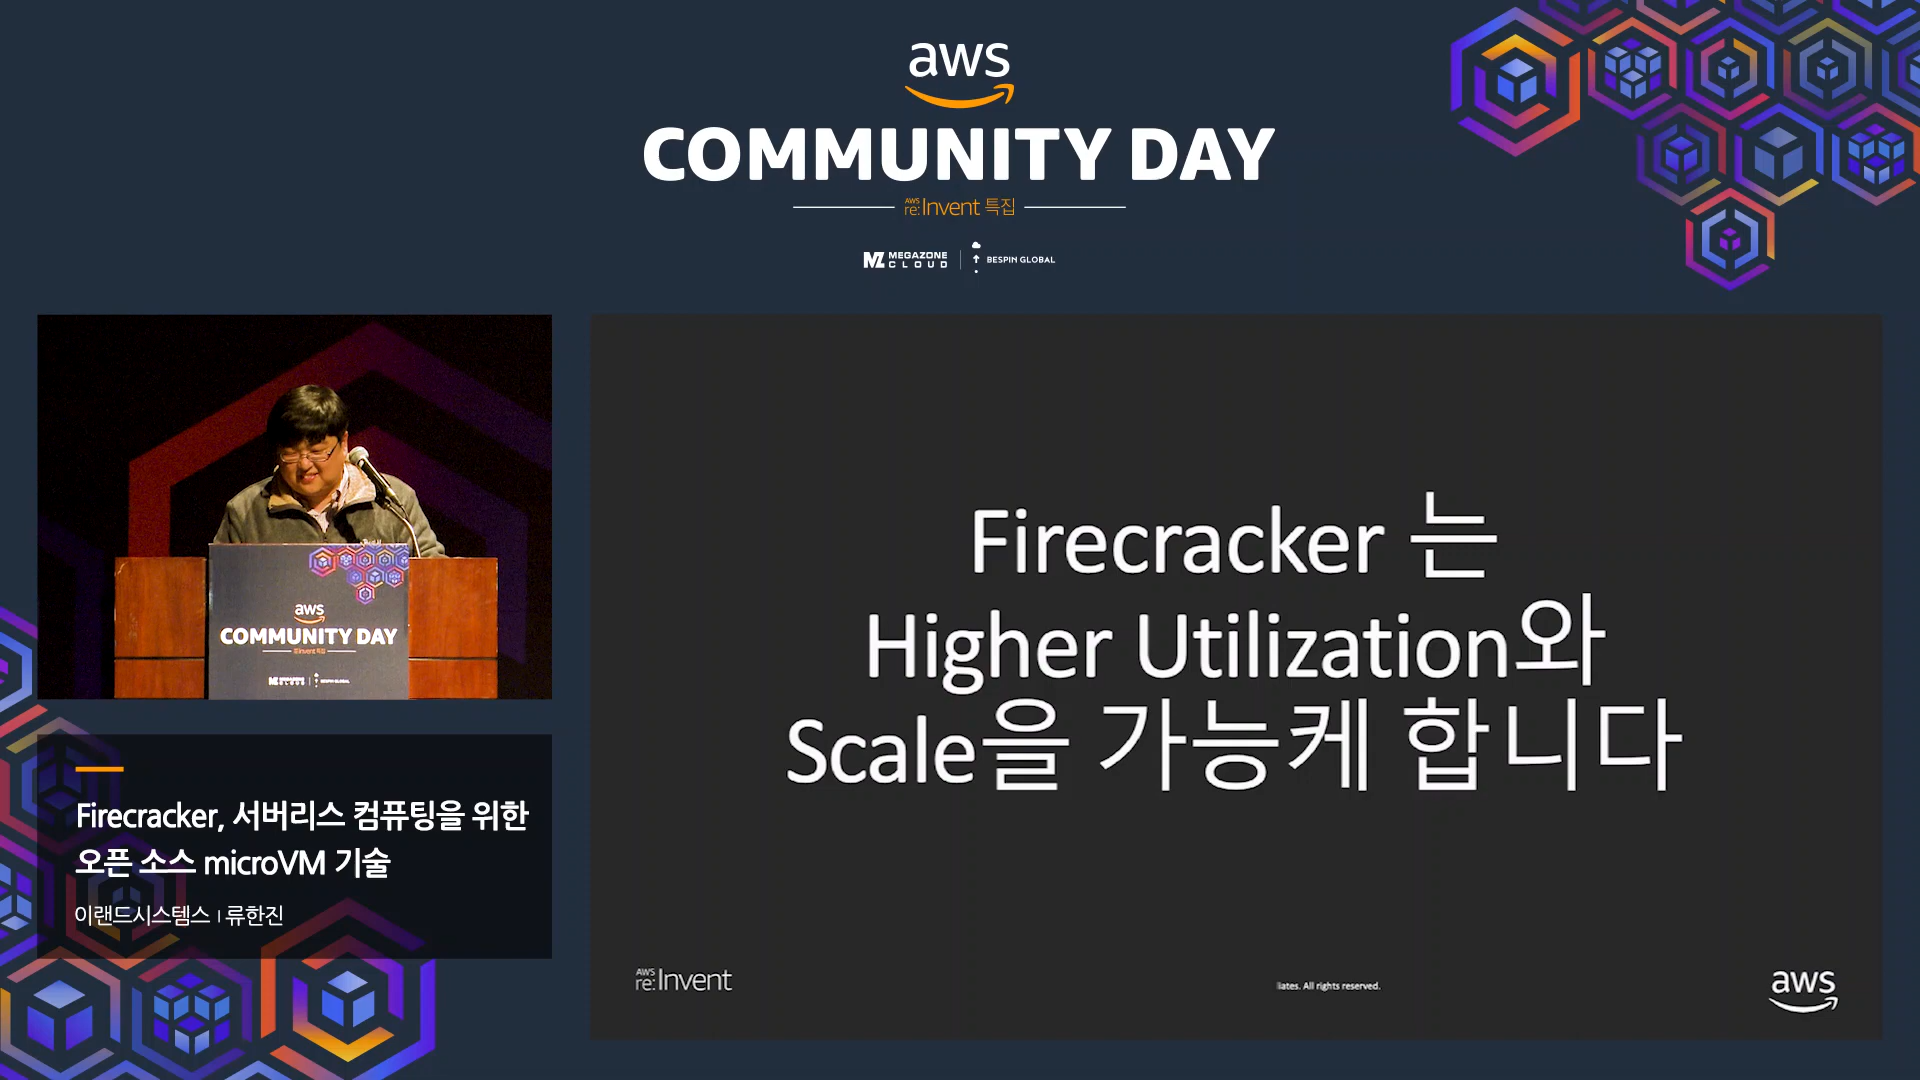 aws
COMMUNITY DAY
AWS re:Invent 특집
MEGAZONE CLOUD | BESPIN GLOBAL
aws
COMMUNITY DAY
Firecracker 는
Higher Utilization와
Scale을 가능케 합니다
AWS re:Invent
lates. All rights reserved.
aws
Firecracker, 서버리스 컴퓨팅을 위한
오픈 소스 microVM 기술
이랜드시스템스 | 류한진